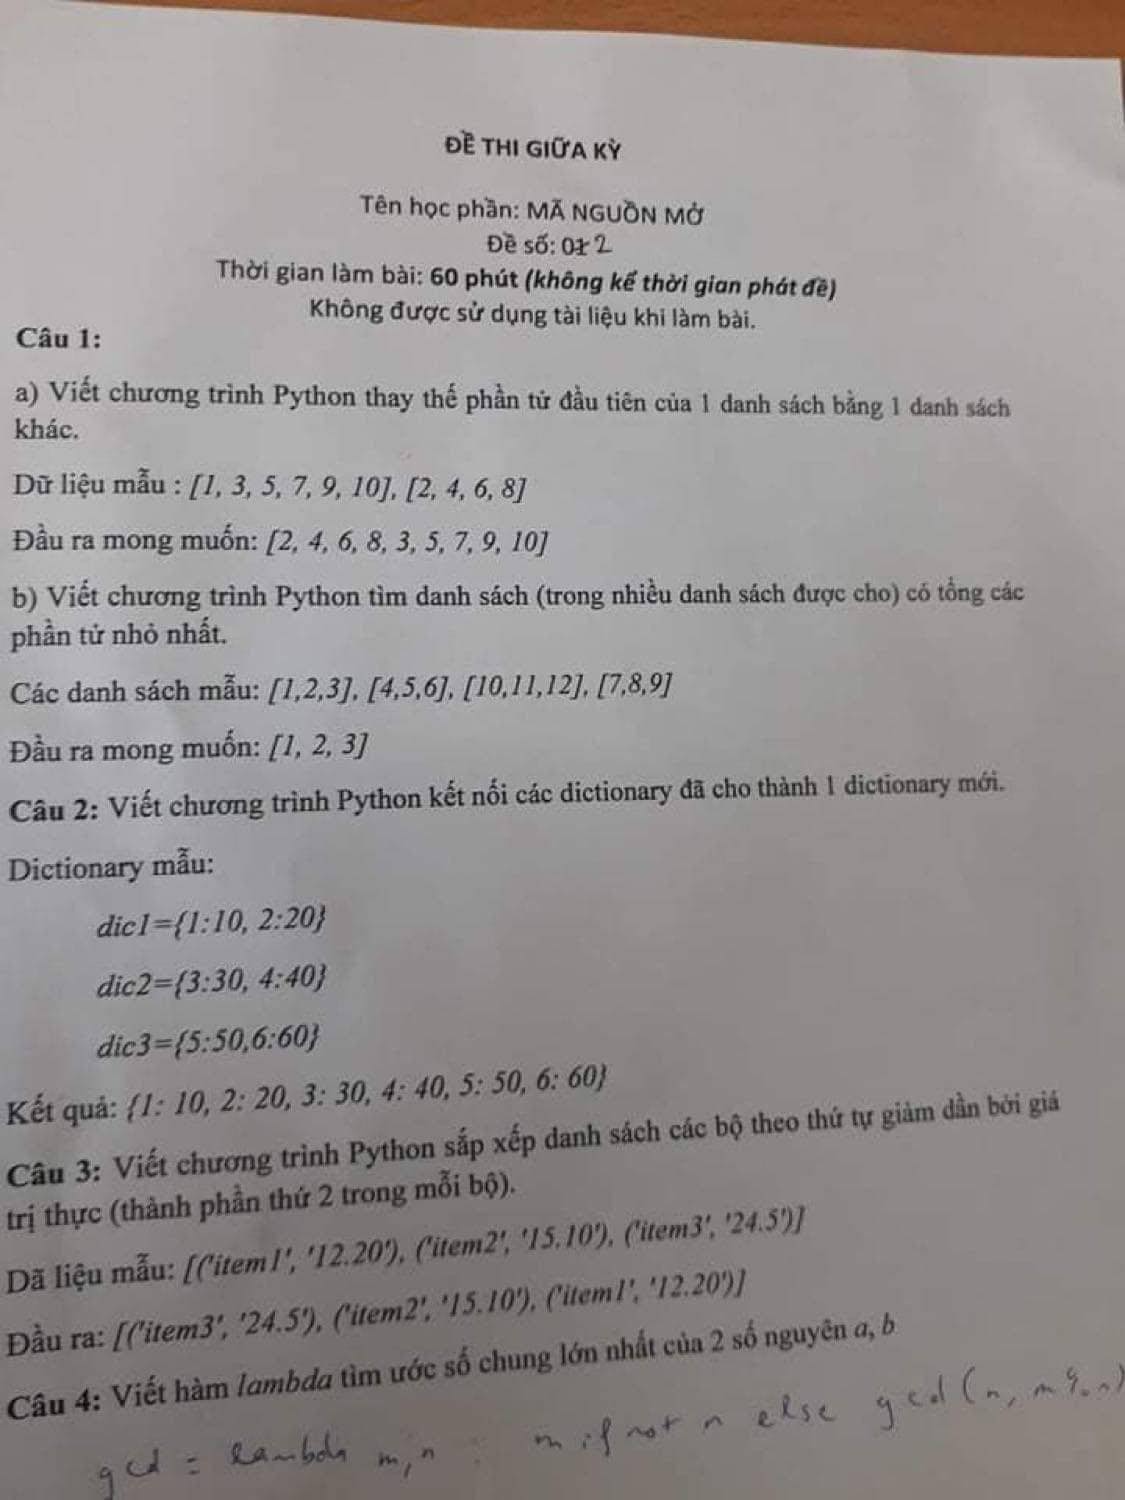 ĐỀ THI GIỮA KỲ
Tên học phần: MÃ NGUỒN MỞ
Đề số: 01 2
Thời gian làm bài: 60 phút (không kể thời gian phát đề)
Không được sử dụng tài liệu khi làm bài.
Câu 1:
a) Viết chương trình Python thay thế phần tử đầu tiên của 1 danh sách bằng 1 danh sách
khác.
Dữ liệu mẫu : [1, 3, 5, 7, 9, 10], [2, 4, 6, 8]
Đầu ra mong muốn: [2, 4, 6, 8, 3, 5, 7, 9, 10]
b) Viết chương trình Python tìm danh sách (trong nhiều danh sách được cho) có tổng các
phần tử nhỏ nhất.
Các danh sách mẫu: [1,2,3], [4,5,6], [10,11,12], [7,8,9]
Đầu ra mong muốn: [1, 2, 3]
Câu 2: Viết chương trình Python kết nối các dictionary đã cho thành 1 dictionary mới.
Dictionary mẫu:
dic1={1:10, 2:20}
dic2={3:30, 4:40}
dic3={5:50,6:60}
Kết quả: {1: 10, 2: 20, 3: 30, 4: 40, 5: 50, 6: 60}
Câu 3: Viết chương trình Python sắp xếp danh sách các bộ theo thứ tự giảm dần bởi giá
trị thực (thành phần thứ 2 trong mỗi bộ).
Dã liệu mẫu: [('item1', '12.20'), ('item2', '15.10'), ('item3', '24.5')]
Đầu ra: [('item3', '24.5'), ('item2', '15.10'), ('item1', '12.20')]
Câu 4: Viết hàm lambda tìm ước số chung lớn nhất của 2 số nguyên a, b
gcd = lambda m,n : m if not n else gcd(n, m%n)